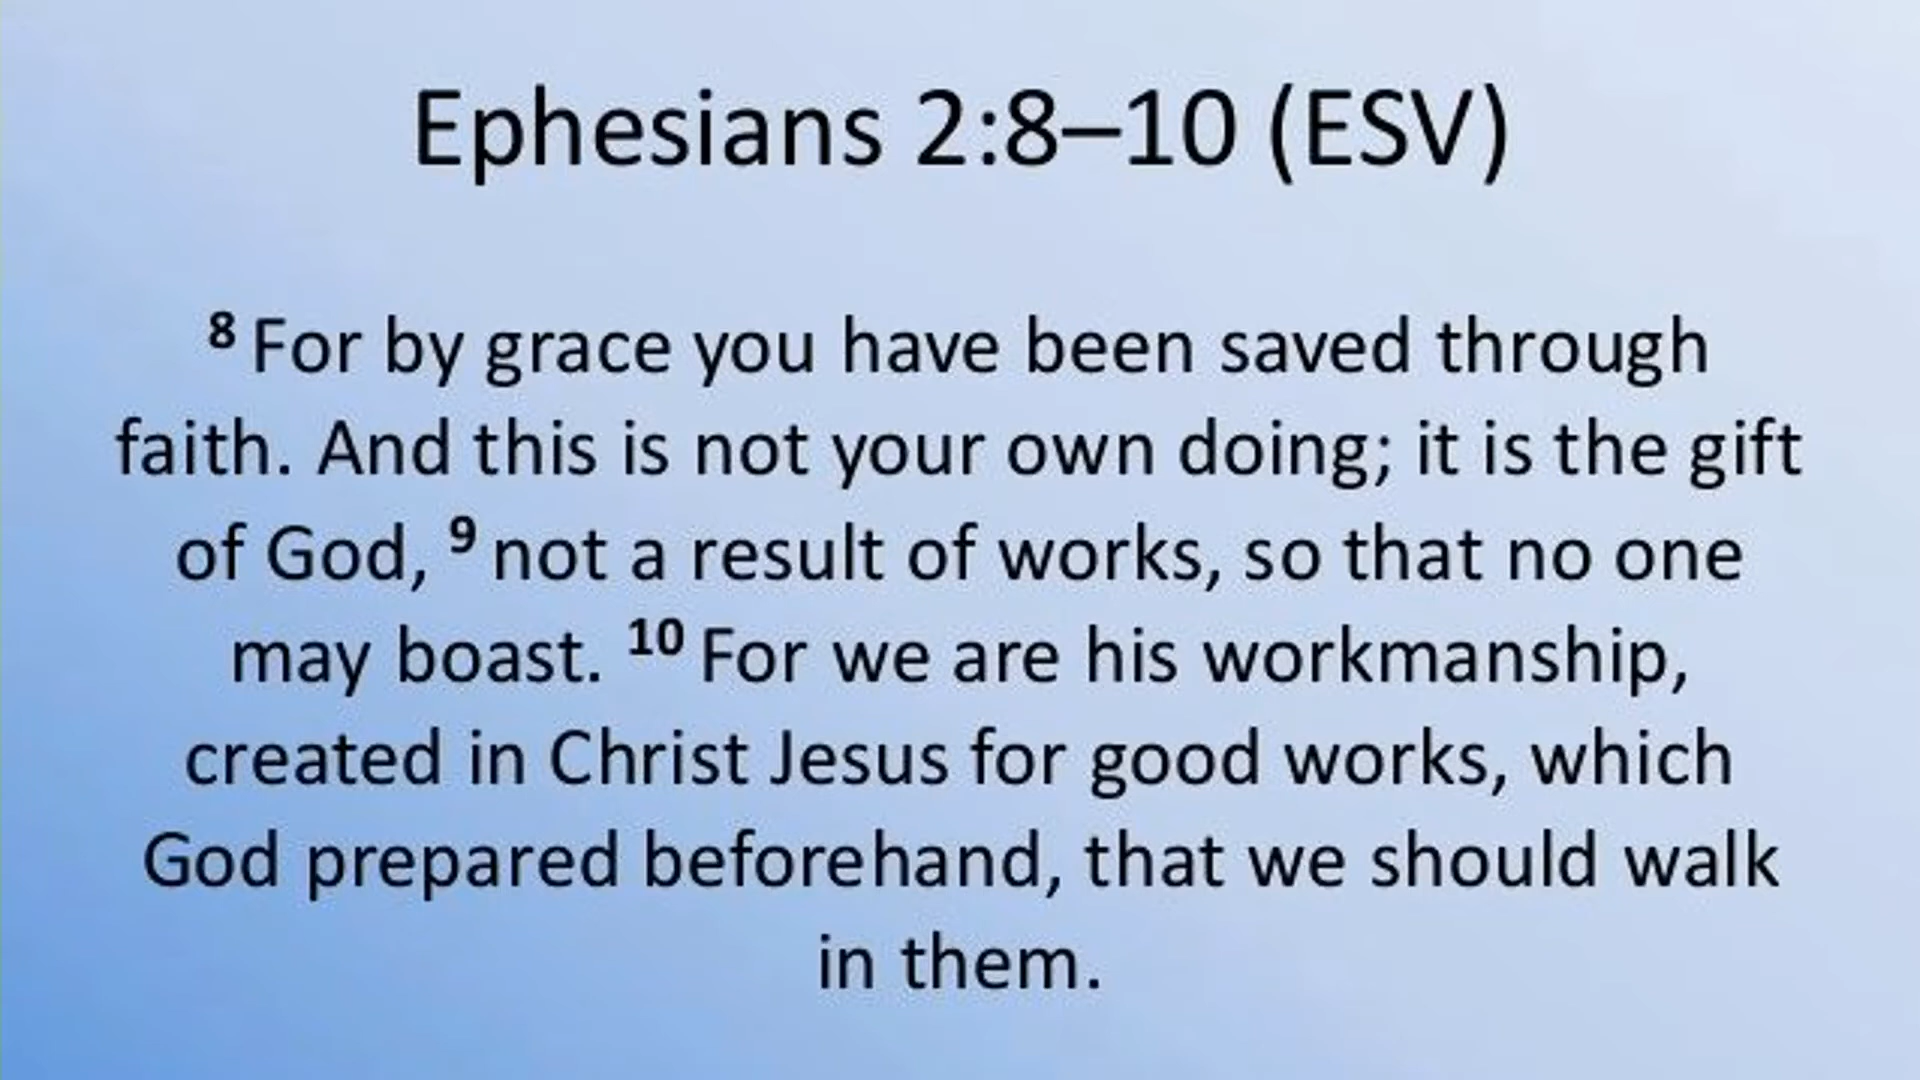 Ephesians 2:8–10 (ESV)
8 For by grace you have been saved through
faith. And this is not your own doing; it is the gift
of God, 9 not a result of works, so that no one
may boast. 10 For we are his workmanship,
created in Christ Jesus for good works, which
God prepared beforehand, that we should walk
in them.